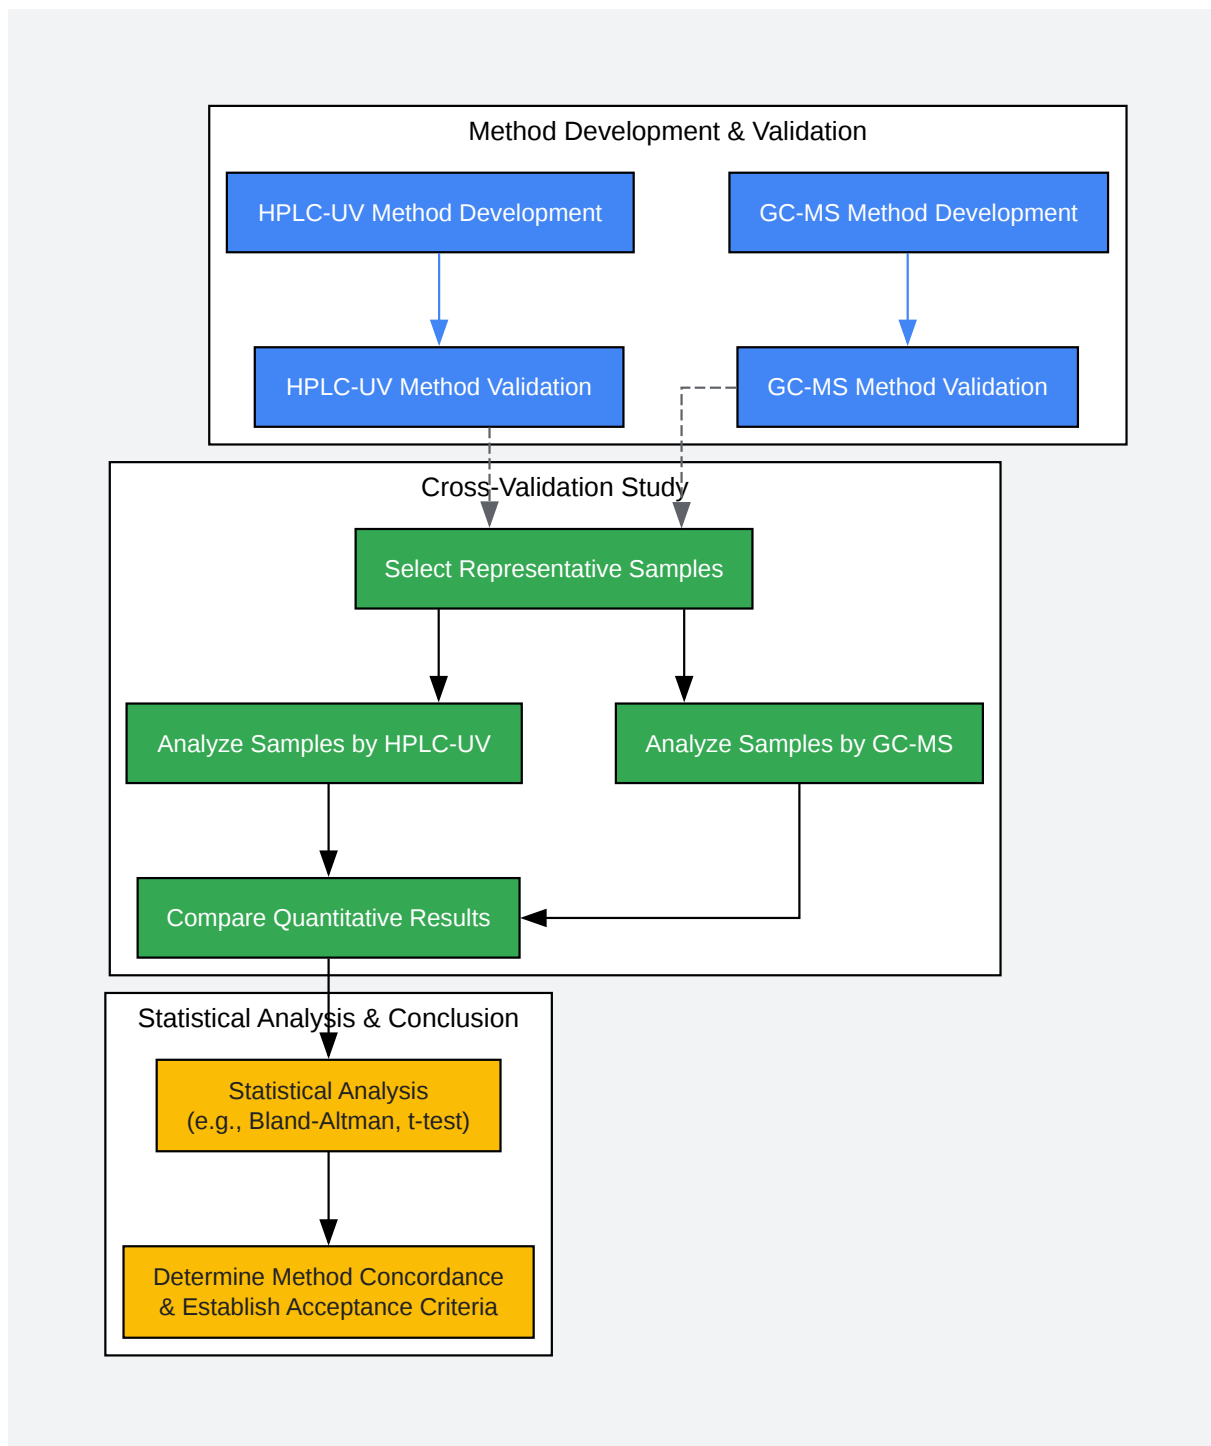 Method Development & Validation
HPLC-UV Method Development
GC-MS Method Development
HPLC-UV Method Validation
GC-MS Method Validation
Cross-Validation Study
Select Representative Samples
Analyze Samples by HPLC-UV
Analyze Samples by GC-MS
Compare Quantitative Results
Statistical Analysis & Conclusion
Statistical Analysis
(e.g., Bland-Altman, t-test)
Determine Method Concordance
& Establish Acceptance Criteria